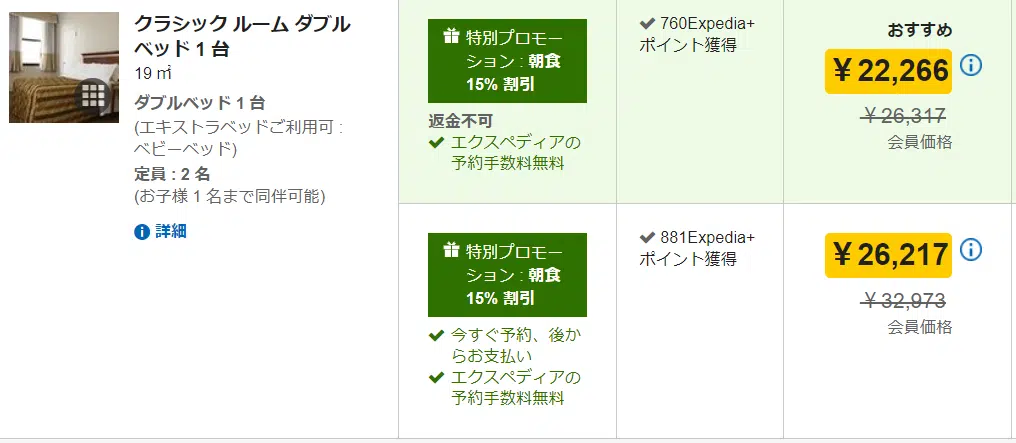 クラシック ルーム ダブル
ベッド 1 台
19 ㎡
ダブルベッド 1 台
(エキストラベッドご利用可 :
ベビーベッド)
定員 : 2 名
(お子様 1 名まで同伴可能)
詳細
特別プロモー
ション : 朝食
15% 割引
返金不可
エクスペディアの
予約手数料無料
760Expedia+
ポイント獲得
おすすめ
¥ 22,266
¥ 26,317
会員価格
特別プロモー
ション : 朝食
15% 割引
今すぐ予約、後か
らお支払い
エクスペディアの
予約手数料無料
881Expedia+
ポイント獲得
¥ 26,217
¥ 32,973
会員価格